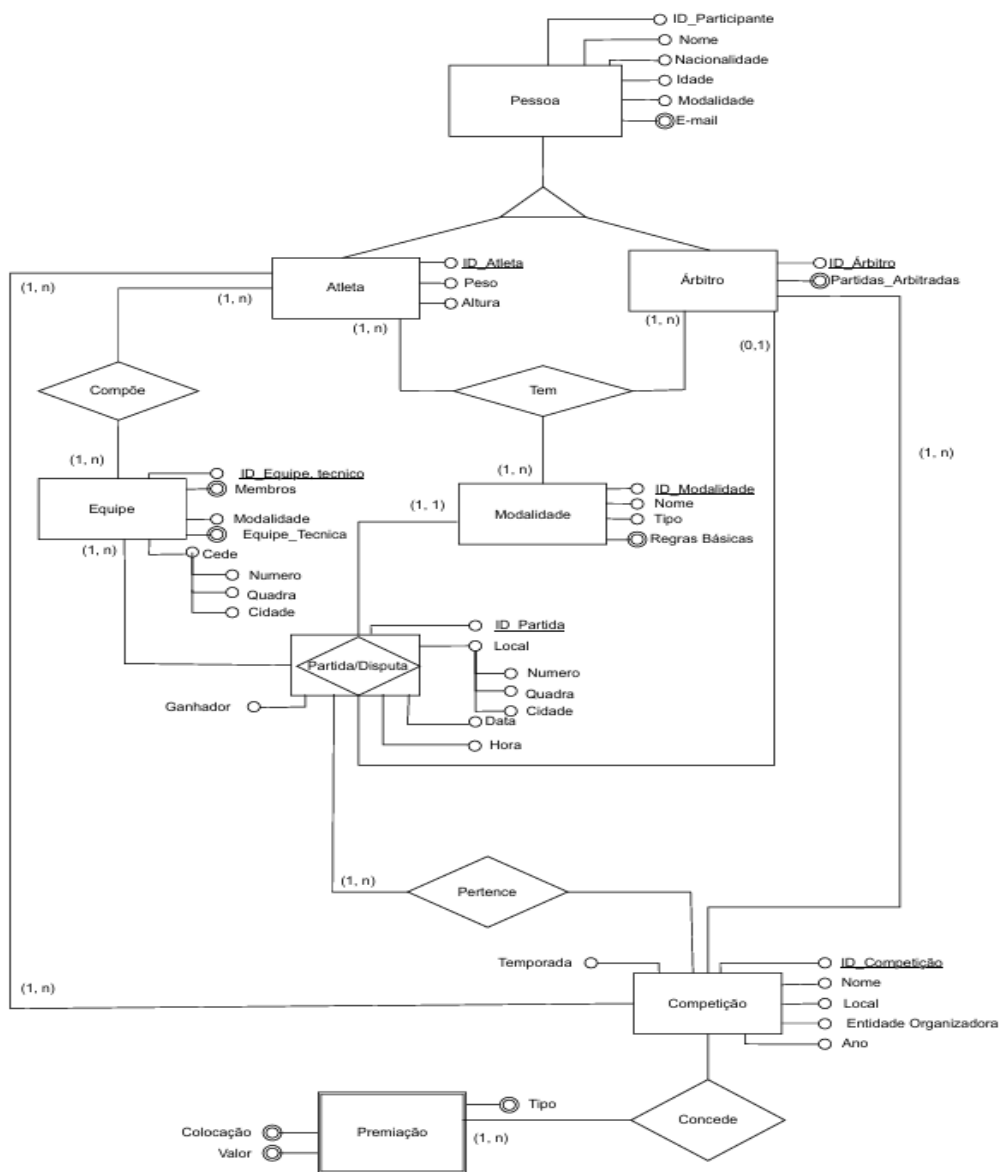 ID_Participante
Nome
Nacionalidade
Idade
Modalidade
E-mail
Pessoa
ID_Atleta
Peso
Altura
Atleta
(1, n)
(1, n)
(1, n)
ID_Árbitro
Partidas_Arbitradas
Árbitro
(1, n)
(0,1)
Compõe
Tem
(1, n)
(1, n)
(1, n)
ID_Equipe, tecnico
Membros
Equipe
Modalidade
Equipe_Tecnica
(1, n)
Cede
Numero
Quadra
Cidade
(1, 1)
ID_Modalidade
Nome
Modalidade
Tipo
Regras Básicas
ID_Partida
Local
Partida/Disputa
Numero
Quadra
Cidade
Ganhador
Data
Hora
(1, n)
Pertence
Temporada
ID_Competição
Nome
(1, n)
Competição
Local
Entidade Organizadora
Ano
Tipo
Colocação
Premiação
Valor
(1, n)
Concede